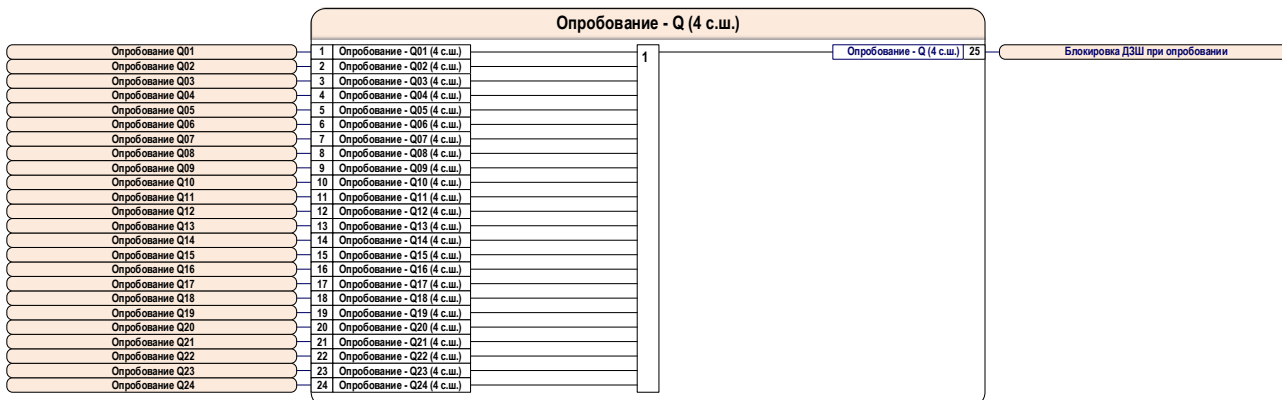 Опробование - Q (4 с.ш.)
Опробование Q01 1 Опробование - Q01 (4 с.ш.) 1 Опробование - Q (4 с.ш.) 25 Блокировка ДЗШ при опробовании
Опробование Q02 2 Опробование - Q02 (4 с.ш.)
Опробование Q03 3 Опробование - Q03 (4 с.ш.)
Опробование Q04 4 Опробование - Q04 (4 с.ш.)
Опробование Q05 5 Опробование - Q05 (4 с.ш.)
Опробование Q06 6 Опробование - Q06 (4 с.ш.)
Опробование Q07 7 Опробование - Q07 (4 с.ш.)
Опробование Q08 8 Опробование - Q08 (4 с.ш.)
Опробование Q09 9 Опробование - Q09 (4 с.ш.)
Опробование Q10 10 Опробование - Q10 (4 с.ш.)
Опробование Q11 11 Опробование - Q11 (4 с.ш.)
Опробование Q12 12 Опробование - Q12 (4 с.ш.)
Опробование Q13 13 Опробование - Q13 (4 с.ш.)
Опробование Q14 14 Опробование - Q14 (4 с.ш.)
Опробование Q15 15 Опробование - Q15 (4 с.ш.)
Опробование Q16 16 Опробование - Q16 (4 с.ш.)
Опробование Q17 17 Опробование - Q17 (4 с.ш.)
Опробование Q18 18 Опробование - Q18 (4 с.ш.)
Опробование Q19 19 Опробование - Q19 (4 с.ш.)
Опробование Q20 20 Опробование - Q20 (4 с.ш.)
Опробование Q21 21 Опробование - Q21 (4 с.ш.)
Опробование Q22 22 Опробование - Q22 (4 с.ш.)
Опробование Q23 23 Опробование - Q23 (4 с.ш.)
Опробование Q24 24 Опробование - Q24 (4 с.ш.)